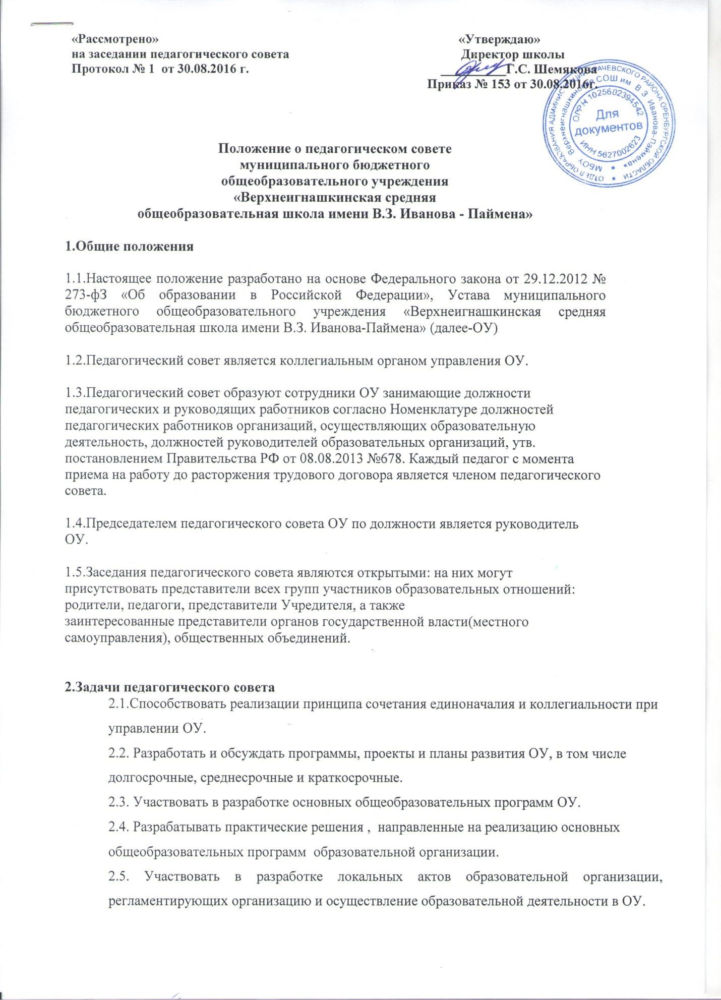 «Рассмотрено»
на заседании педагогического совета
Протокол № 1  от 30.08.2016 г.
«Утверждаю»
Директор школы
__________Г.С. Шемякова
Приказ № 153 от 30.08.2016г.
ОТДЕЛ ОБРАЗОВАНИЯ АДМИНИСТРАЦИИ ГРАЧЕВСКОГО РАЙОНА ОРЕНБУРГСКОЙ ОБЛАСТИ
МБОУ Верхнеигнашкинская СОШ им В З Иванова-Паймена»
ОГРН 1025602394542
Для
документов
ИНН 5627002623
Положение о педагогическом совете
муниципального бюджетного
общеобразовательного учреждения
«Верхнеигнашкинская средняя
общеобразовательная школа имени В.З. Иванова - Паймена»
1.Общие положения
1.1.Настоящее положение разработано на основе Федерального закона от 29.12.2012 №
273-фЗ «Об образовании в Российской Федерации», Устава муниципального
бюджетного общеобразовательного учреждения «Верхнеигнашкинская средняя
общеобразовательная школа имени В.З. Иванова-Паймена» (далее-ОУ)
1.2.Педагогический совет является коллегиальным органом управления ОУ.
1.3.Педагогический совет образуют сотрудники ОУ занимающие должности
педагогических и руководящих работников согласно Номенклатуре должностей
педагогических работников организаций, осуществляющих образовательную
деятельность, должностей руководителей образовательных организаций, утв.
постановлением Правительства РФ от 08.08.2013 №678. Каждый педагог с момента
приема на работу до расторжения трудового договора является членом педагогического
совета.
1.4.Председателем педагогического совета ОУ по должности является руководитель
ОУ.
1.5.Заседания педагогического совета являются открытыми: на них могут
присутствовать представители всех групп участников образовательных отношений:
родители, педагоги, представители Учредителя, а также
заинтересованные представители органов государственной власти(местного
самоуправления), общественных объединений.
2.Задачи педагогического совета
2.1.Способствовать реализации принципа сочетания единоначалия и коллегиальности при
управлении ОУ.
2.2. Разработать и обсуждать программы, проекты и планы развития ОУ, в том числе
долгосрочные, среднесрочные и краткосрочные.
2.3. Участвовать в разработке основных общеобразовательных программ ОУ.
2.4. Разрабатывать практические решения ,  направленные на реализацию основных
общеобразовательных программ  образовательной организации.
2.5. Участвовать в разработке локальных актов образовательной организации,
регламентирующих организацию и осуществление образовательной деятельности в ОУ.